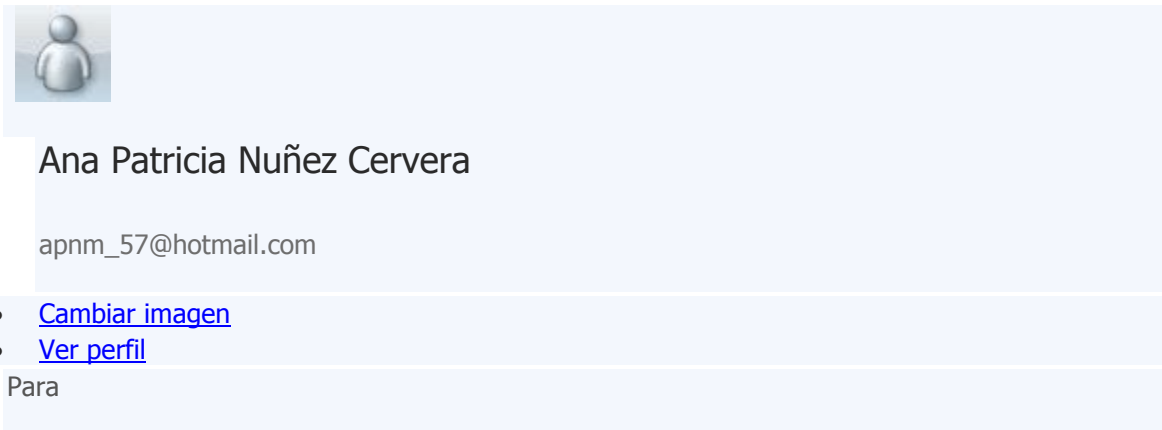 Ana Patricia Nuñez Cervera
apnm_57@hotmail.com
Cambiar imagen
Ver perfil
Para